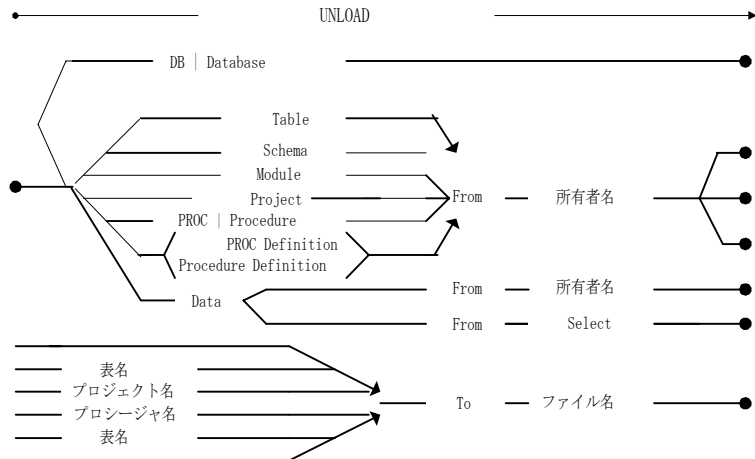 UNLOAD
DB | Database
Table
Schema
Module
Project
From
所有者名
PROC | Procedure
PROC Definition
Procedure Definition
Data
From
所有者名
From
Select
表名
プロジェクト名
プロシージャ名
To
ファイル名
表名